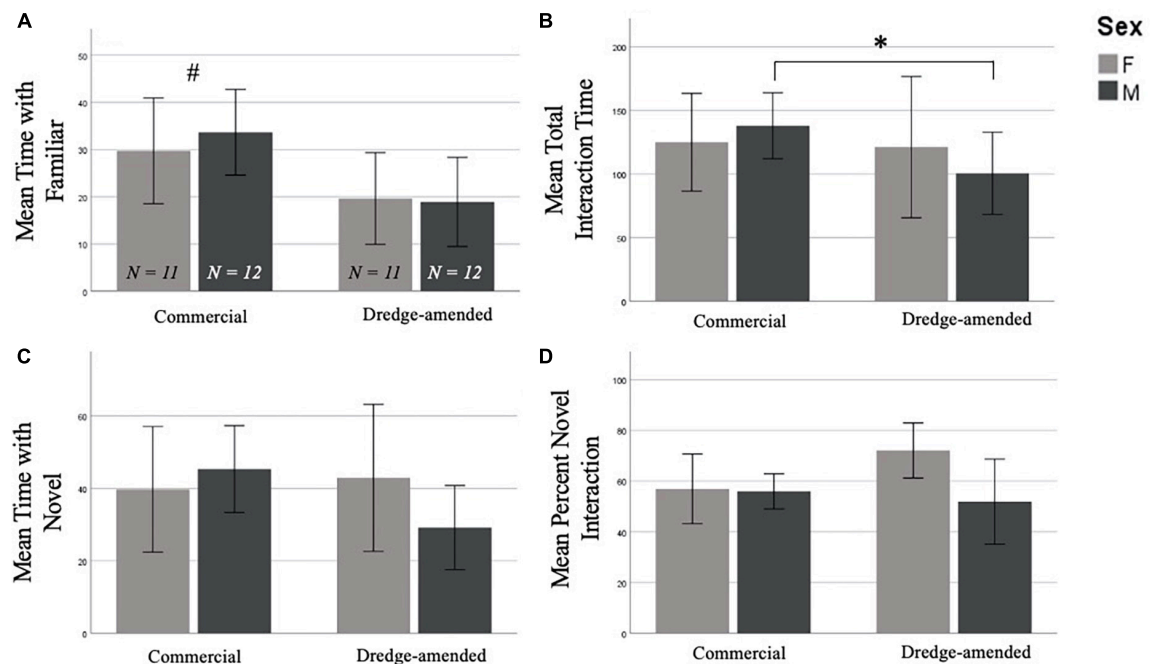 A
Mean Time with
Familiar
50
40
30
20
10
0
#
N = 11
N = 12
N = 11
N = 12
Commercial
Dredge-amended
B
Mean Total
Interaction Time
200
150
100
50
0
*
Commercial
Dredge-amended
Sex
F
M
C
Mean Time with
Novel
60
40
20
0
Commercial
Dredge-amended
D
Mean Percent Novel
Interaction
100
80
60
40
20
0
Commercial
Dredge-amended